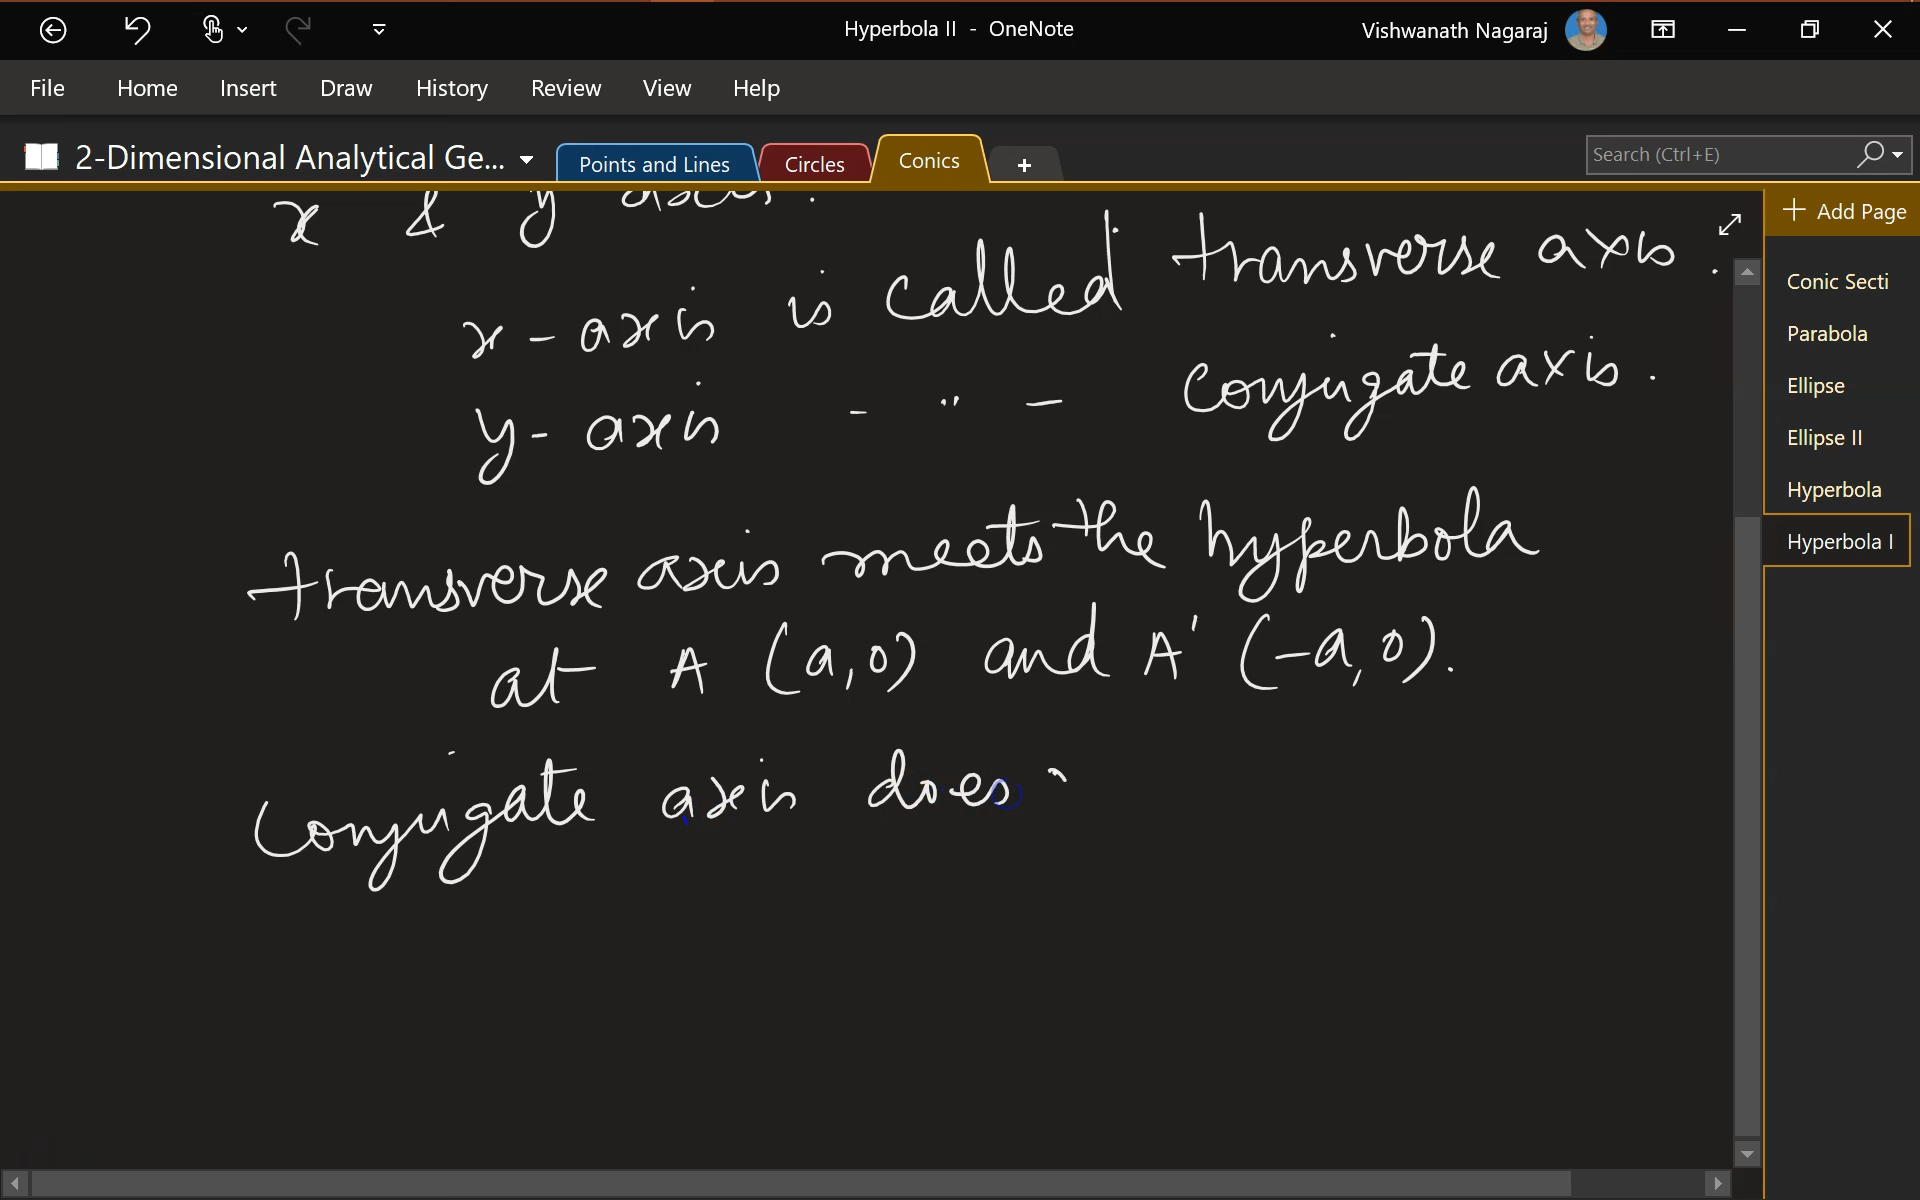 Hyperbola II - OneNote
Vishwanath Nagaraj
File Home Insert Draw History Review View Help
2-Dimensional Analytical Ge...
Points and Lines
Circles
Conics
+
Search (Ctrl+E)
+ Add Page
Conic Secti
Parabola
Ellipse
Ellipse II
Hyperbola
Hyperbola I
x & y axes.
x-axis is called transverse axis.
y-axis - " - conjugate axis.
transverse axis meets the hyperbola
at A (a,0) and A' (-a,0).
Conjugate axis does